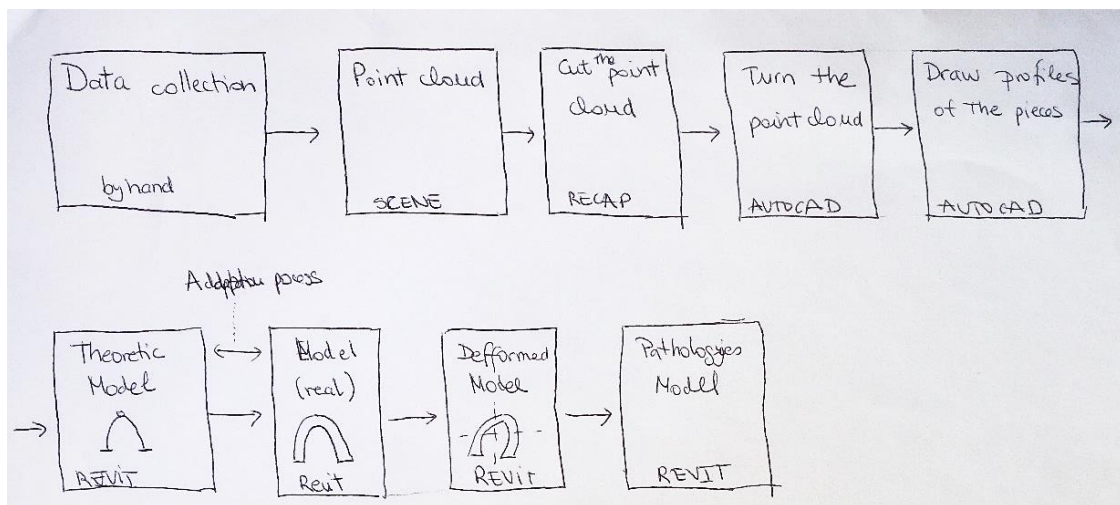 Data collection
by hand
Point cloud
SCENE
Cut the point
cloud
RECAP
Turn the
point cloud
AUTOCAD
Draw profiles
of the pieces
AUTOCAD
Theoretic
Model
REVIT
Model
(real)
Revit
Defformed
Model
REVIT
Pathologies
Model
REVIT